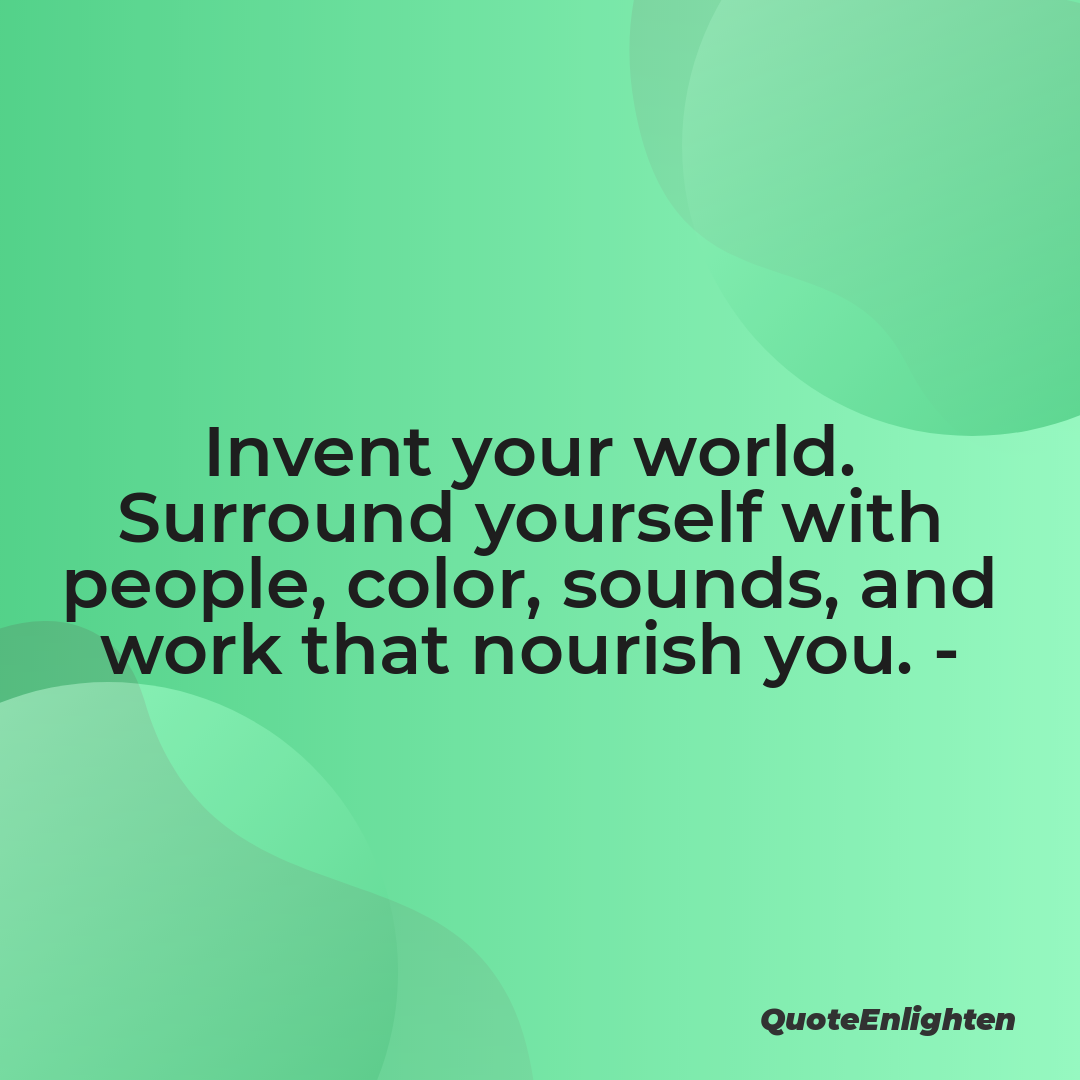 Invent your world.
Surround yourself with
people, color, sounds, and
work that nourish you. -
QuoteEnlighten